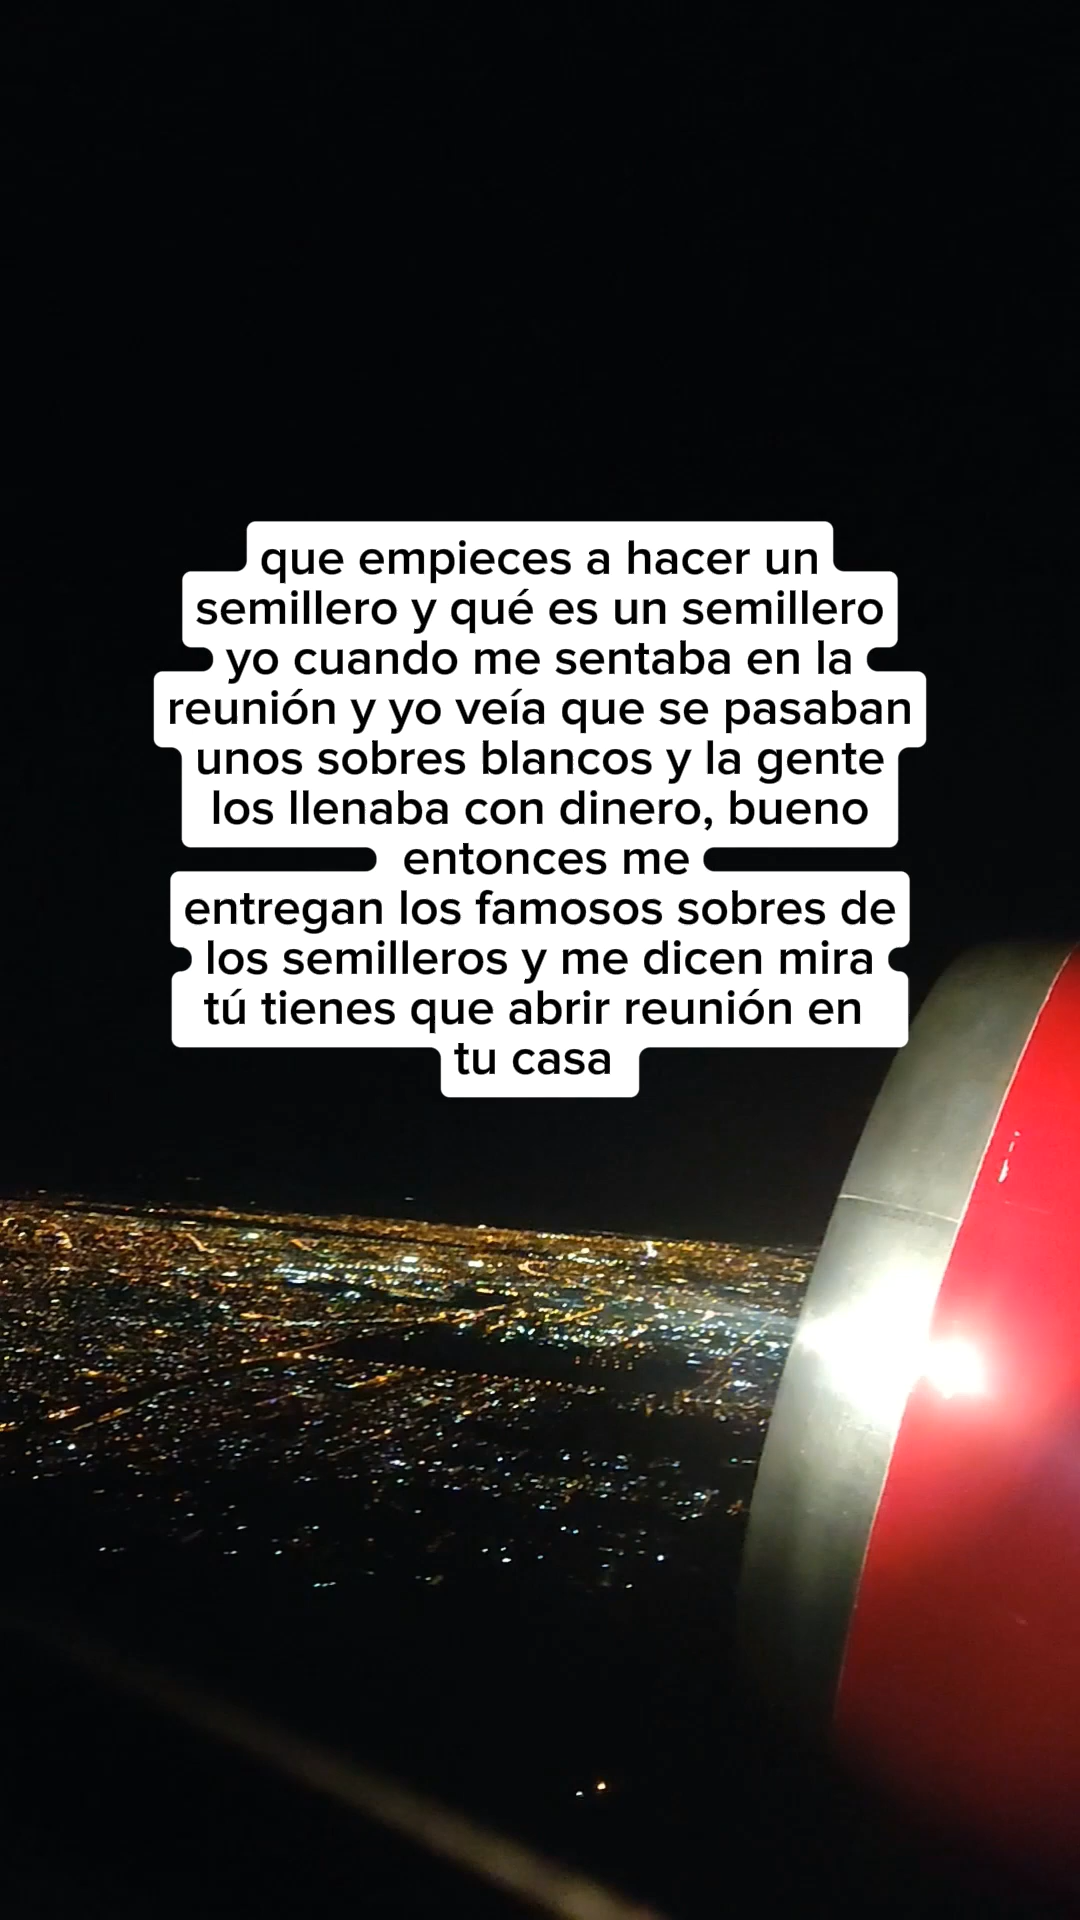 que empieces a hacer un
semillero y qué es un semillero
yo cuando me sentaba en la
reunión y yo veía que se pasaban
unos sobres blancos y la gente
los llenaba con dinero, bueno
entonces me
entregan los famosos sobres de
los semilleros y me dicen mira
tú tienes que abrir reunión en
tu casa